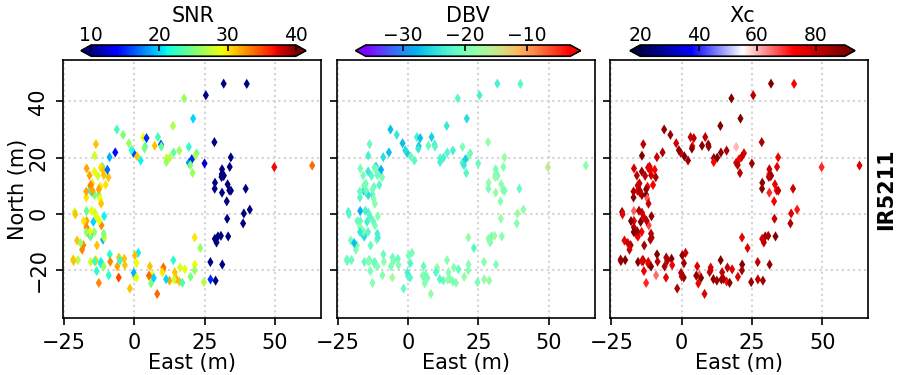 SNR DBV Xc
10 20 30 40 −30 −20 −10 20 40 60 80
40
20
0
−20
North (m)
IR5211
−25 0 25 50 −25 0 25 50 −25 0 25 50
East (m) East (m) East (m)